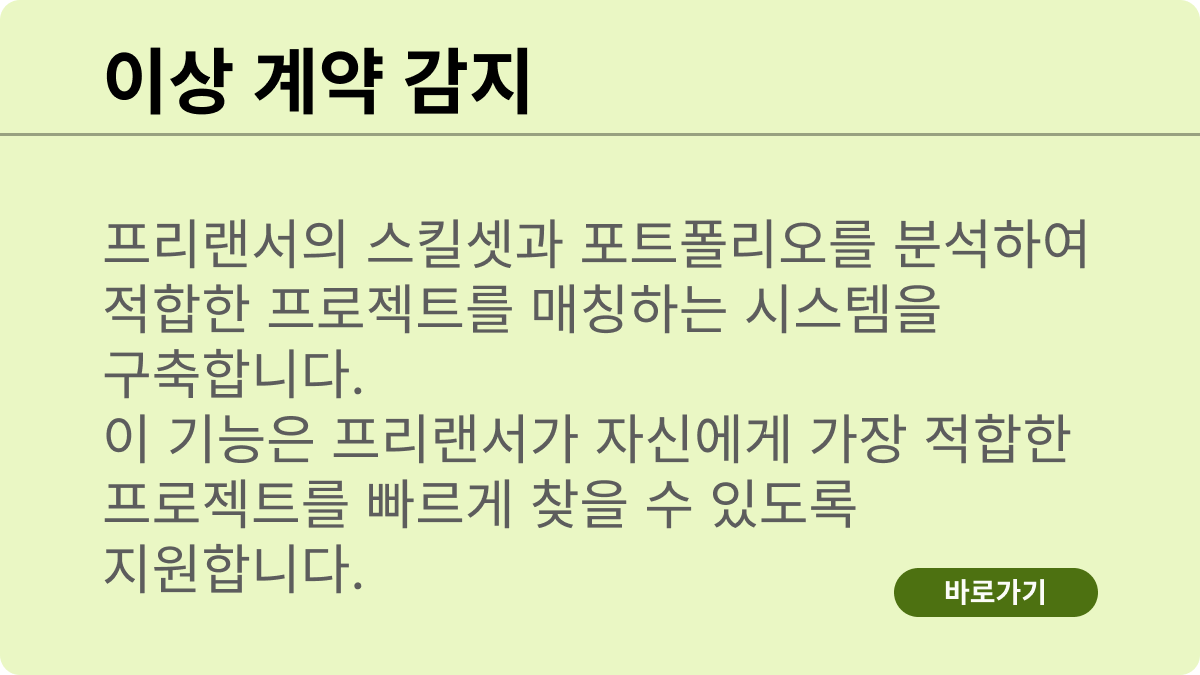 이상 계약 감지
프리랜서의 스킬셋과 포트폴리오를 분석하여
적합한 프로젝트를 매칭하는 시스템을
구축합니다.
이 기능은 프리랜서가 자신에게 가장 적합한
프로젝트를 빠르게 찾을 수 있도록
지원합니다.
바로가기